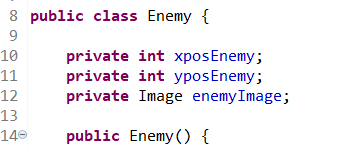 8 public class Enemy {
9
10 private int xposEnemy;
11 private int yposEnemy;
12 private Image enemyImage;
13
14 public Enemy() {